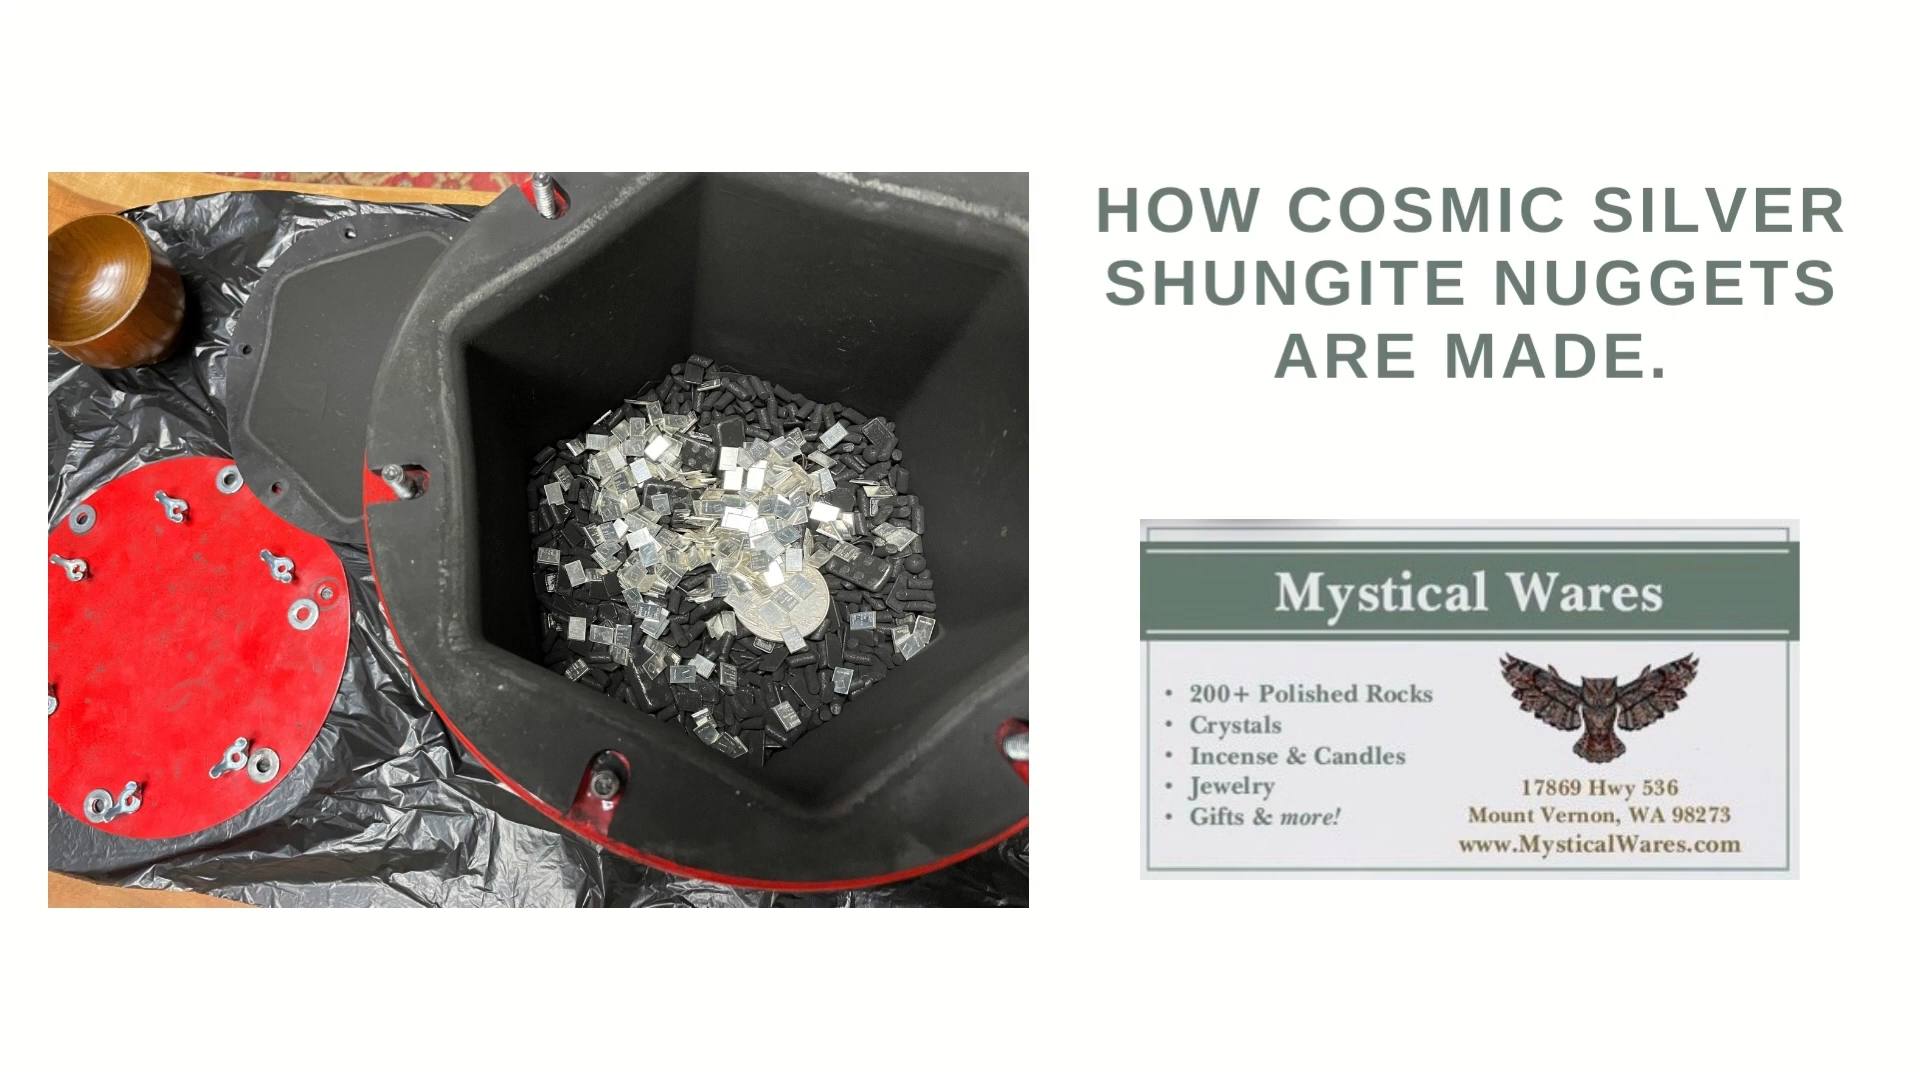 HOW COSMIC SILVER
SHUNGITE NUGGETS
ARE MADE.
Mystical Wares
• 200+ Polished Rocks
• Crystals
• Incense & Candles
• Jewelry
• Gifts & more!
17869 Hwy 536
Mount Vernon, WA 98273
www.MysticalWares.com